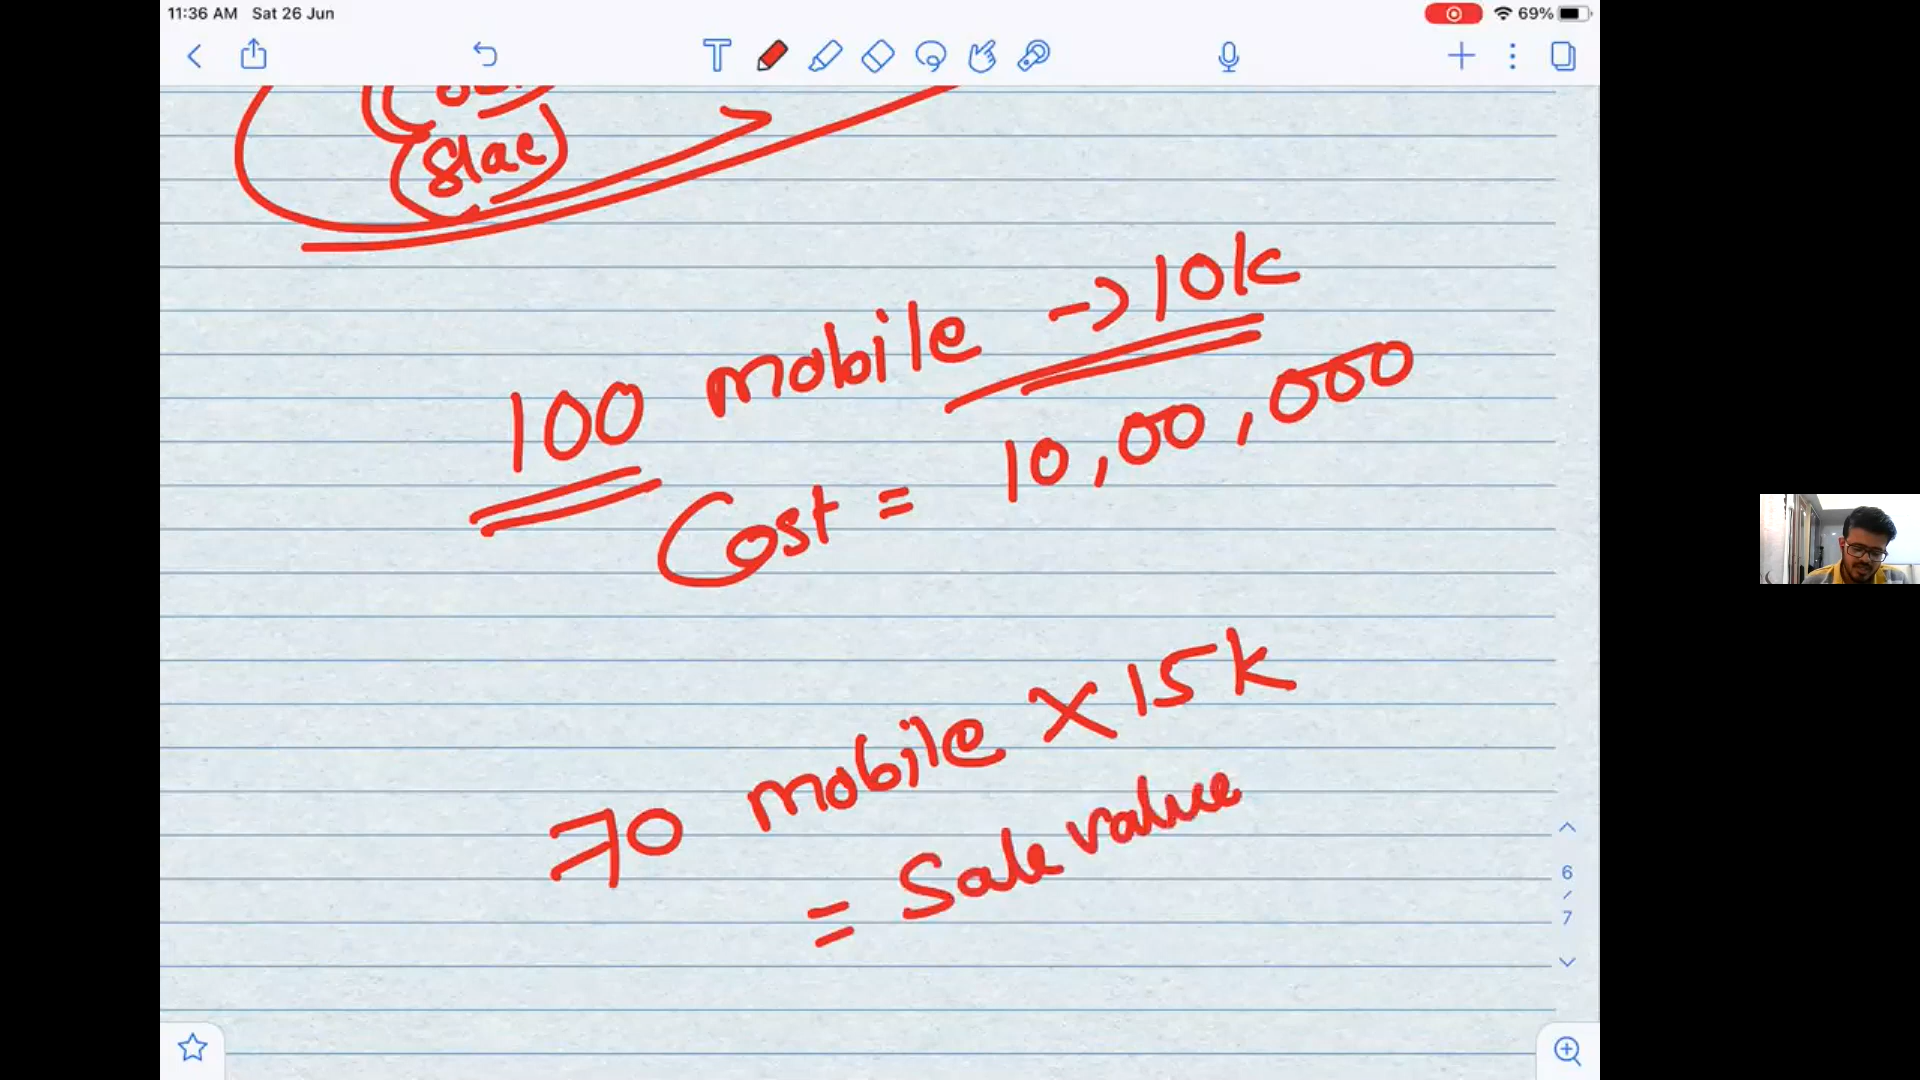 11:36 AM Sat 26 Jun
69%
T
8lac
100 mobile -> 10k
Cost = 10,00,000
70 mobile × 15k
= Sale value
6
/
7